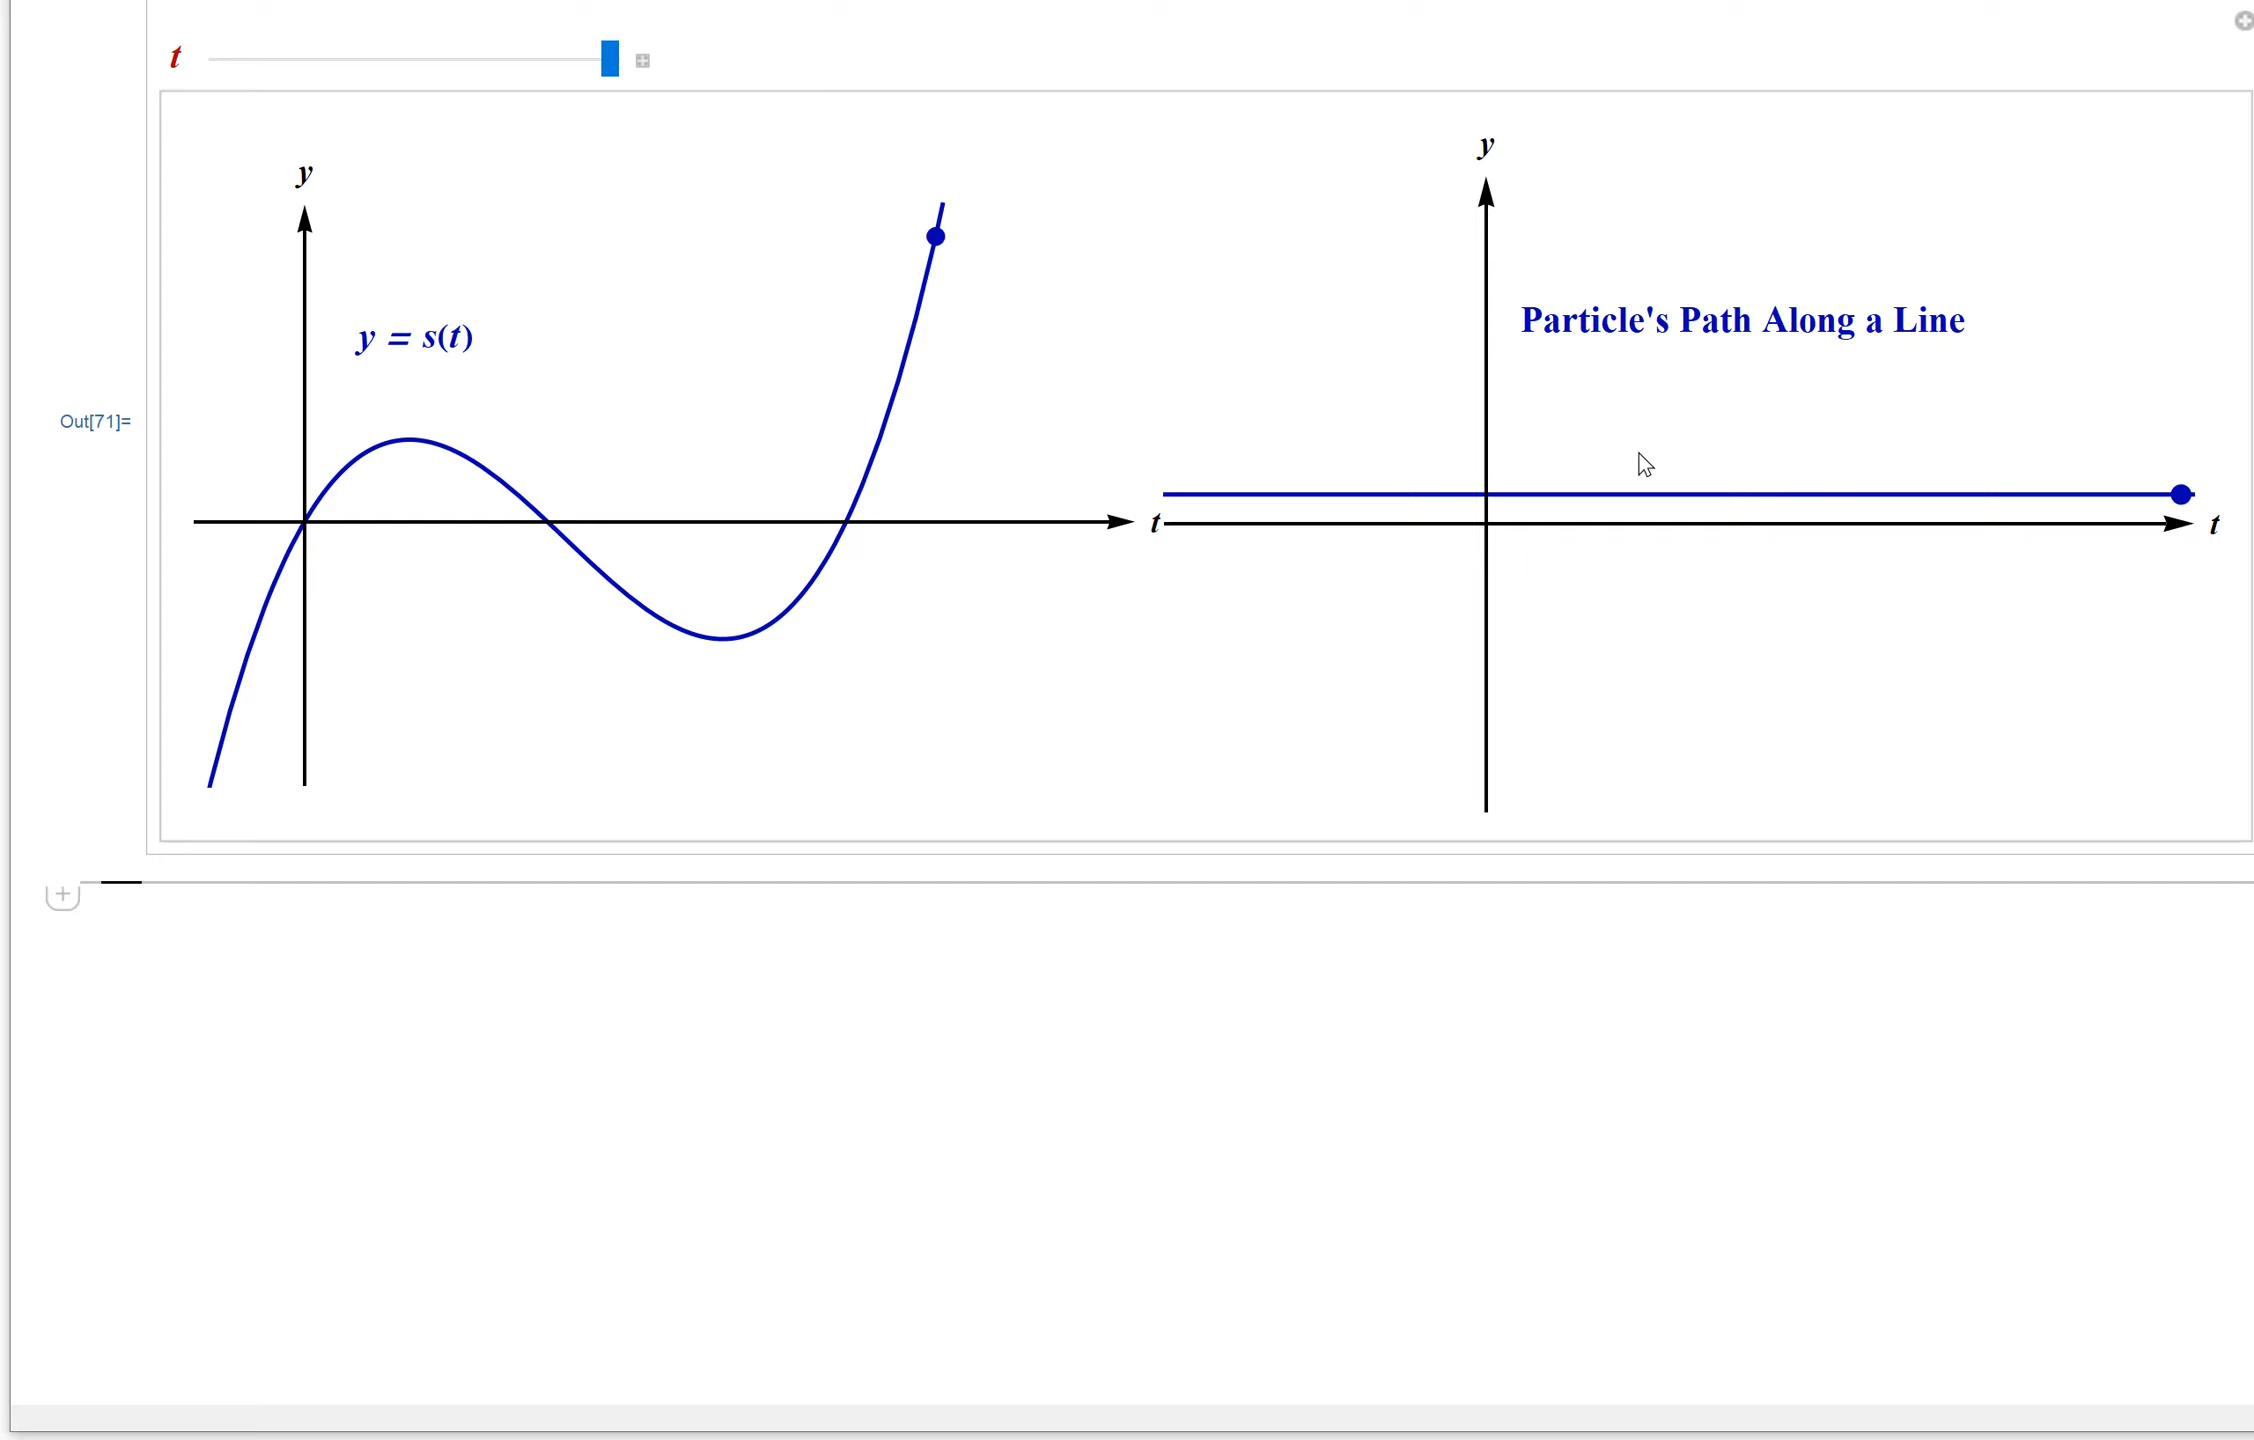 t
y
y
y = s(t)
Particle's Path Along a Line
Out[71]=
t
t